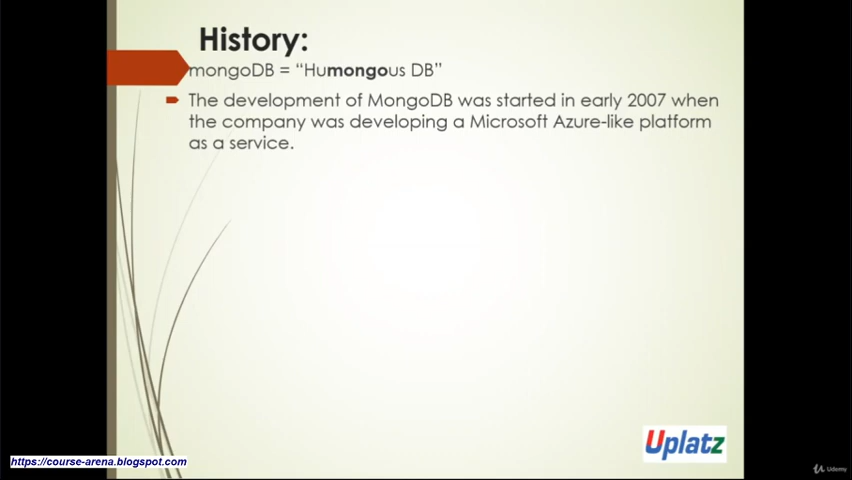 History:
mongoDB = “Humongous DB”
The development of MongoDB was started in early 2007 when
the company was developing a Microsoft Azure-like platform
as a service.
Uplatz
https://course-arena.blogspot.com
Udemy